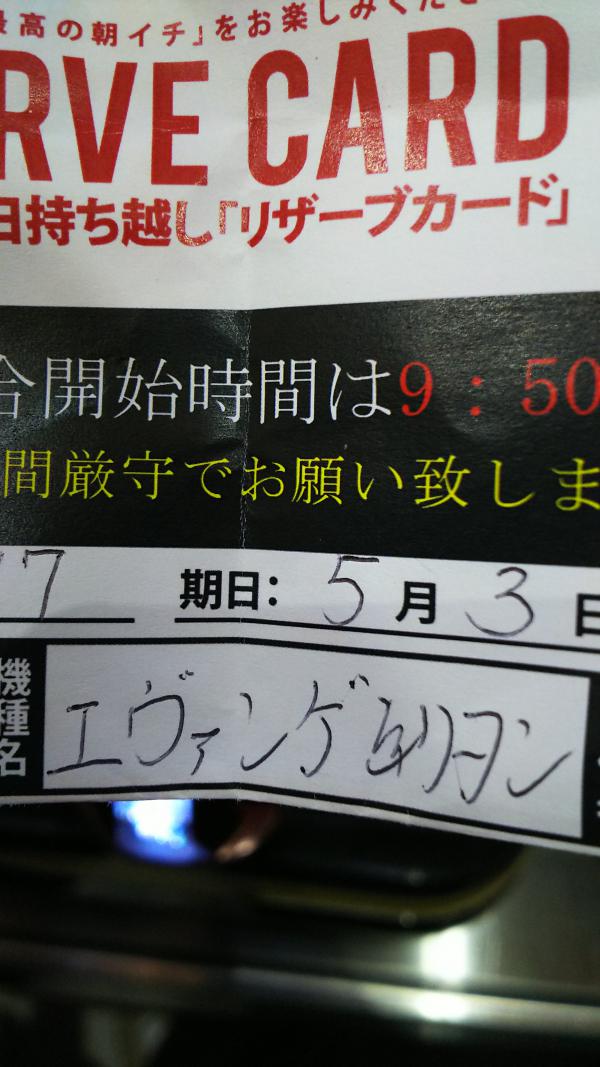 最高の朝イチ」をお楽しみくださ
RVE CARD
日持ち越し「リザーブカード」
合開始時間は9：50
間厳守でお願い致しま
17 期日： 5月3日
機種名 エヴァンゲリヨン